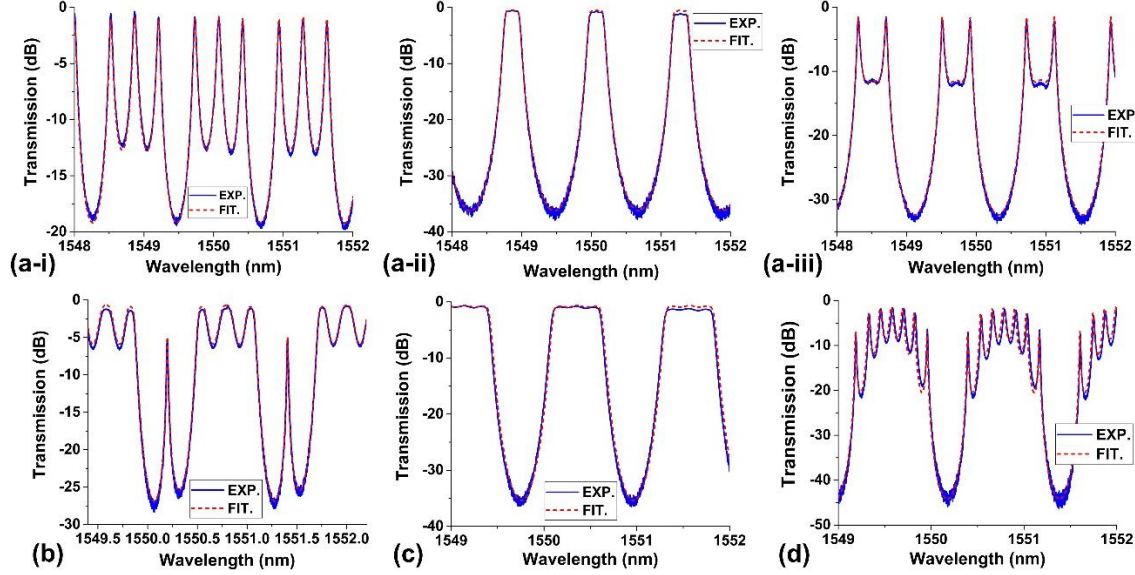 0
-5
-10
-15
-20
1548 1549 1550 1551 1552
Transmission (dB)
Wavelength (nm)
EXP.
FIT.
(a-i)
0
-10
-20
-30
-40
1548 1549 1550 1551 1552
Transmission (dB)
Wavelength (nm)
EXP.
FIT.
(a-ii)
0
-10
-20
-30
1548 1549 1550 1551 1552
Transmission (dB)
Wavelength (nm)
EXP
FIT.
(a-iii)
0
-5
-10
-15
-20
-25
-30
1549.5 1550.0 1550.5 1551.0 1551.5 1552.0
Transmission (dB)
Wavelength (nm)
EXP.
FIT.
(b)
0
-10
-20
-30
-40
1549 1550 1551 1552
Transmission (dB)
Wavelength (nm)
EXP.
FIT.
(c)
0
-10
-20
-30
-40
-50
1549 1550 1551 1552
Transmission (dB)
Wavelength (nm)
EXP.
FIT.
(d)